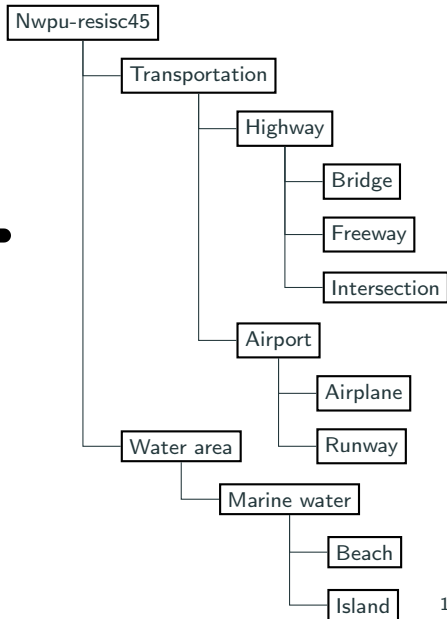 Nwpu-resisc45
Transportation
Highway
Bridge
Freeway
Intersection
Airport
Airplane
Runway
Water area
Marine water
Beach
Island
1